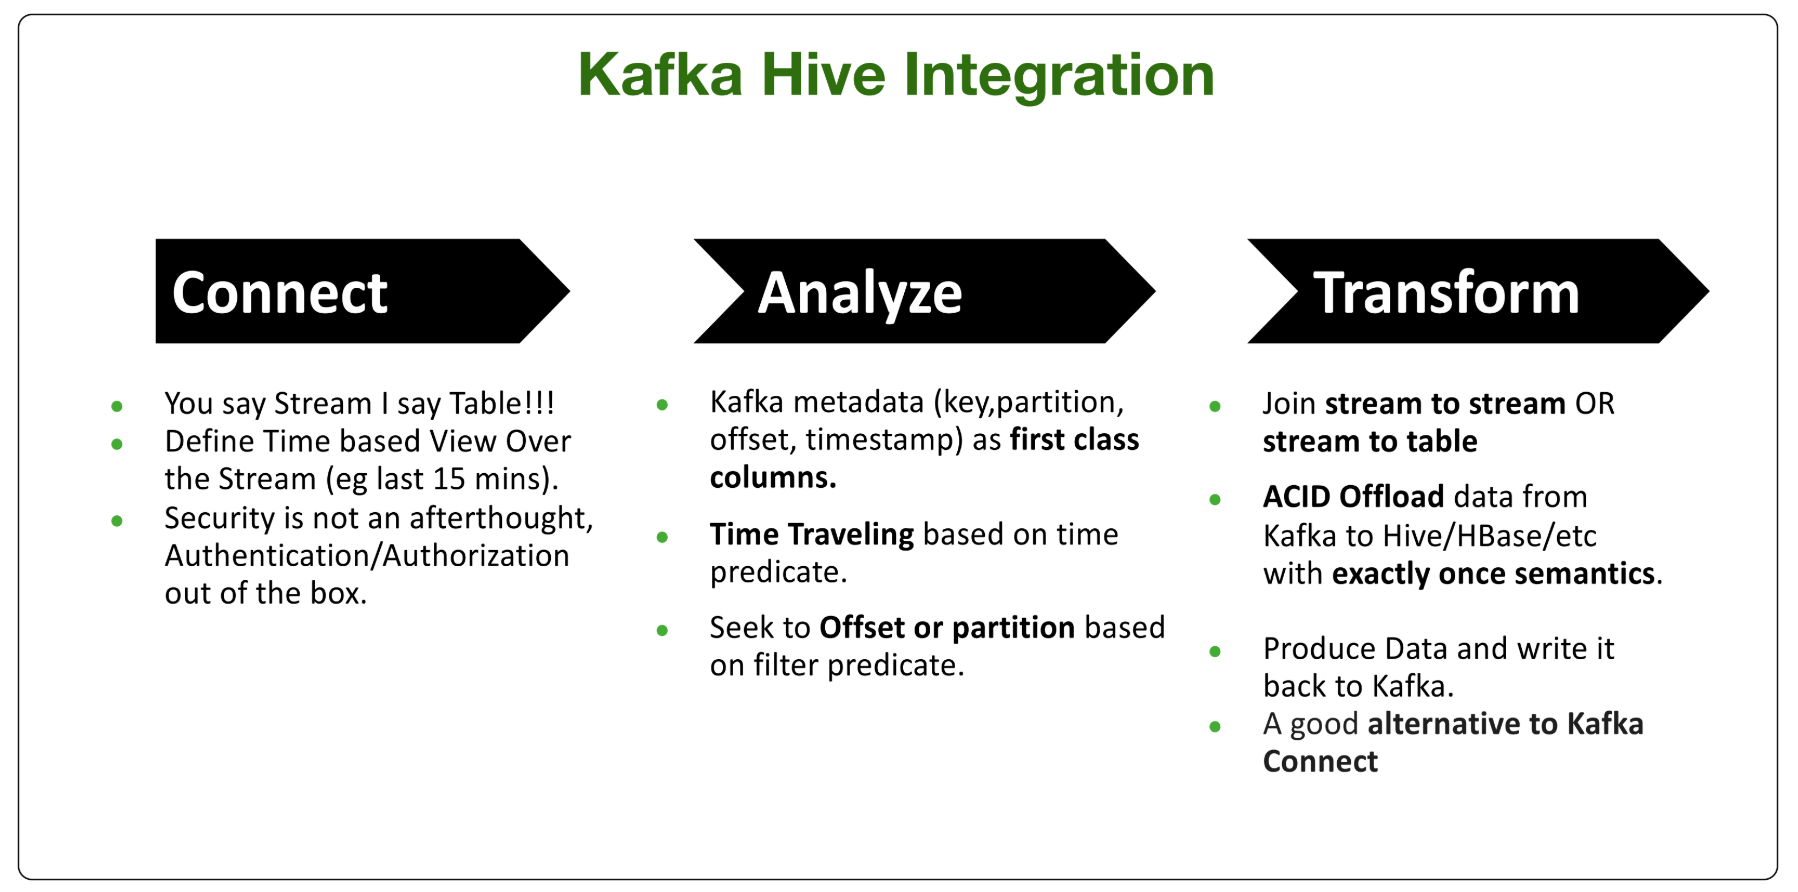 Kafka Hive Integration
Connect
You say Stream I say Table!!!
Define Time based View Over
the Stream (eg last 15 mins).
Security is not an afterthought,
Authentication/Authorization
out of the box.
Analyze
Kafka metadata (key,partition,
offset, timestamp) as first class
columns.
Time Traveling based on time
predicate.
Seek to Offset or partition based
on filter predicate.
Transform
Join stream to stream OR
stream to table
ACID Offload data from
Kafka to Hive/HBase/etc
with exactly once semantics.
Produce Data and write it
back to Kafka.
A good alternative to Kafka
Connect